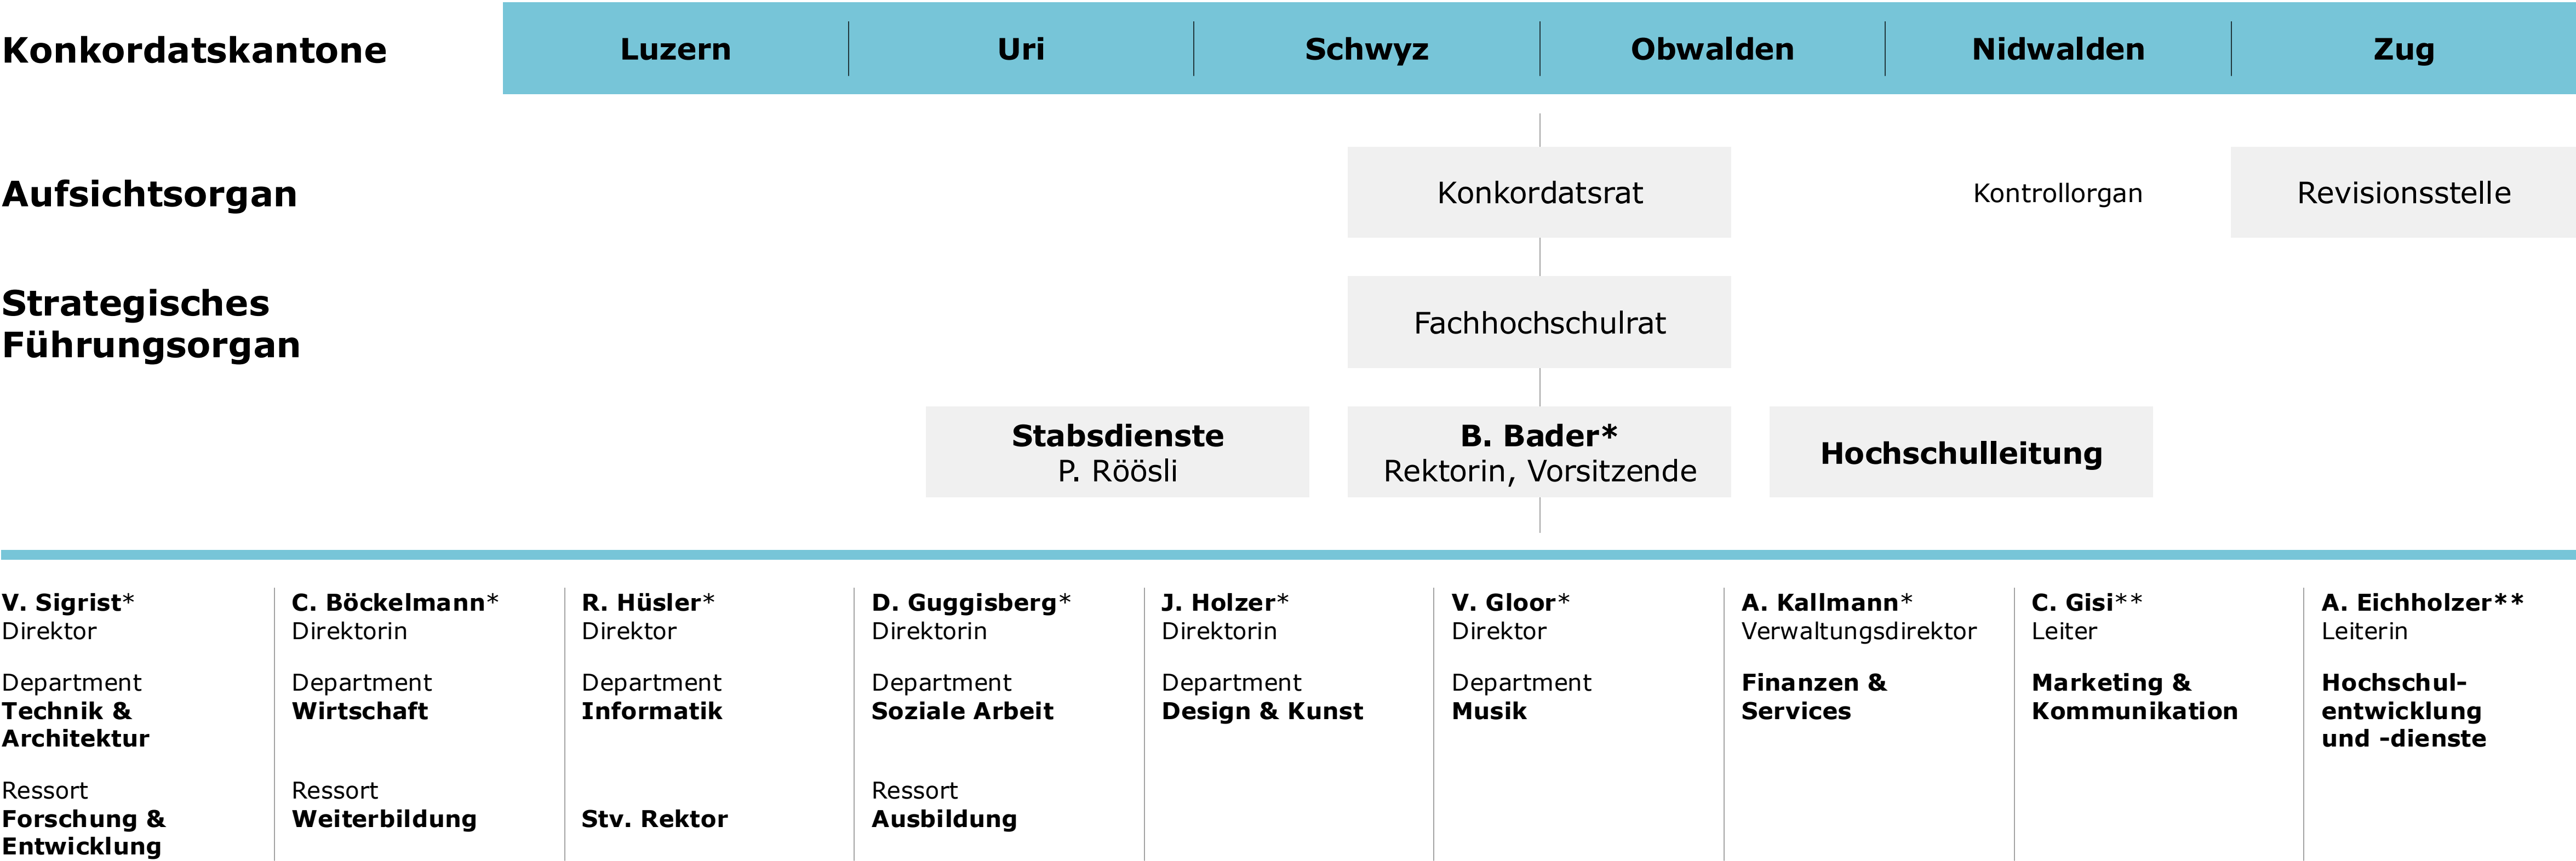 Konkordatskantone
Luzern
Uri
Schwyz
Obwalden
Nidwalden
Zug
Aufsichtsorgan
Konkordatsrat
Kontrollorgan
Revisionsstelle
Strategisches
Führungsorgan
Fachhochschulrat
Stabsdienste
P. Röösli
B. Bader*
Rektorin, Vorsitzende
Hochschulleitung
V. Sigrist*
Direktor
Department
Technik &
Architektur
Ressort
Forschung &
Entwicklung
C. Böckelmann*
Direktorin
Department
Wirtschaft
Ressort
Weiterbildung
R. Hüsler*
Direktor
Department
Informatik
Stv. Rektor
D. Guggisberg*
Direktorin
Department
Soziale Arbeit
Ressort
Ausbildung
J. Holzer*
Direktorin
Department
Design & Kunst
V. Gloor*
Direktor
Department
Musik
A. Kallmann*
Verwaltungsdirektor
Finanzen &
Services
C. Gisi**
Leiter
Marketing &
Kommunikation
A. Eichholzer**
Leiterin
Hochschul-
entwicklung
und -dienste